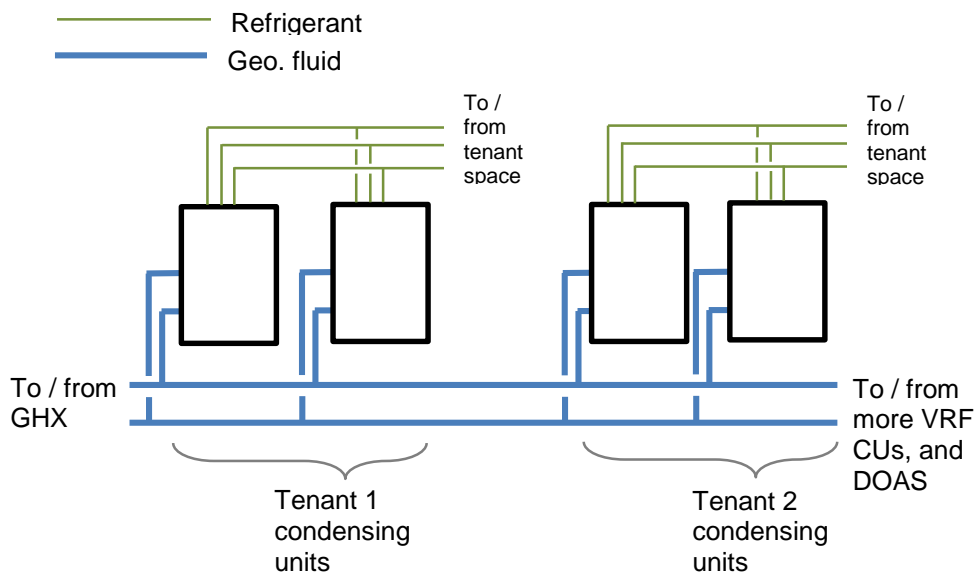 Refrigerant
Geo. fluid
To /
from
tenant
space
To /
from
tenant
space
To / from
GHX
To / from
more VRF
CUs, and
DOAS
Tenant 1
condensing
units
Tenant 2
condensing
units